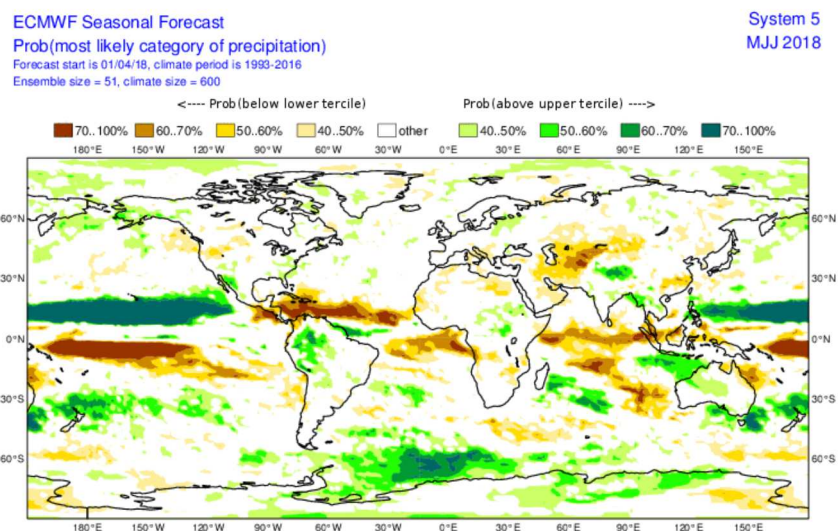 ECMWF Seasonal Forecast
System 5
Prob(most likely category of precipitation)
MJJ 2018
Forecast start is 01/04/18, climate period is 1993-2016
Ensemble size = 51, climate size = 600
<---- Prob(below lower tercile)
Prob(above upper tercile) ---->
70..100% 60..70% 50..60% 40..50% other 40..50% 50..60% 60..70% 70..100%
180°E 150°W 120°W 90°W 60°W 30°W 0°E 30°E 60°E 90°E 120°E 150°E
60°N 60°N
30°N 30°N
0°N 0°N
30°S 30°S
60°S 60°S
180°E 150°W 120°W 90°W 60°W 30°W 0°E 30°E 60°E 90°E 120°E 150°E